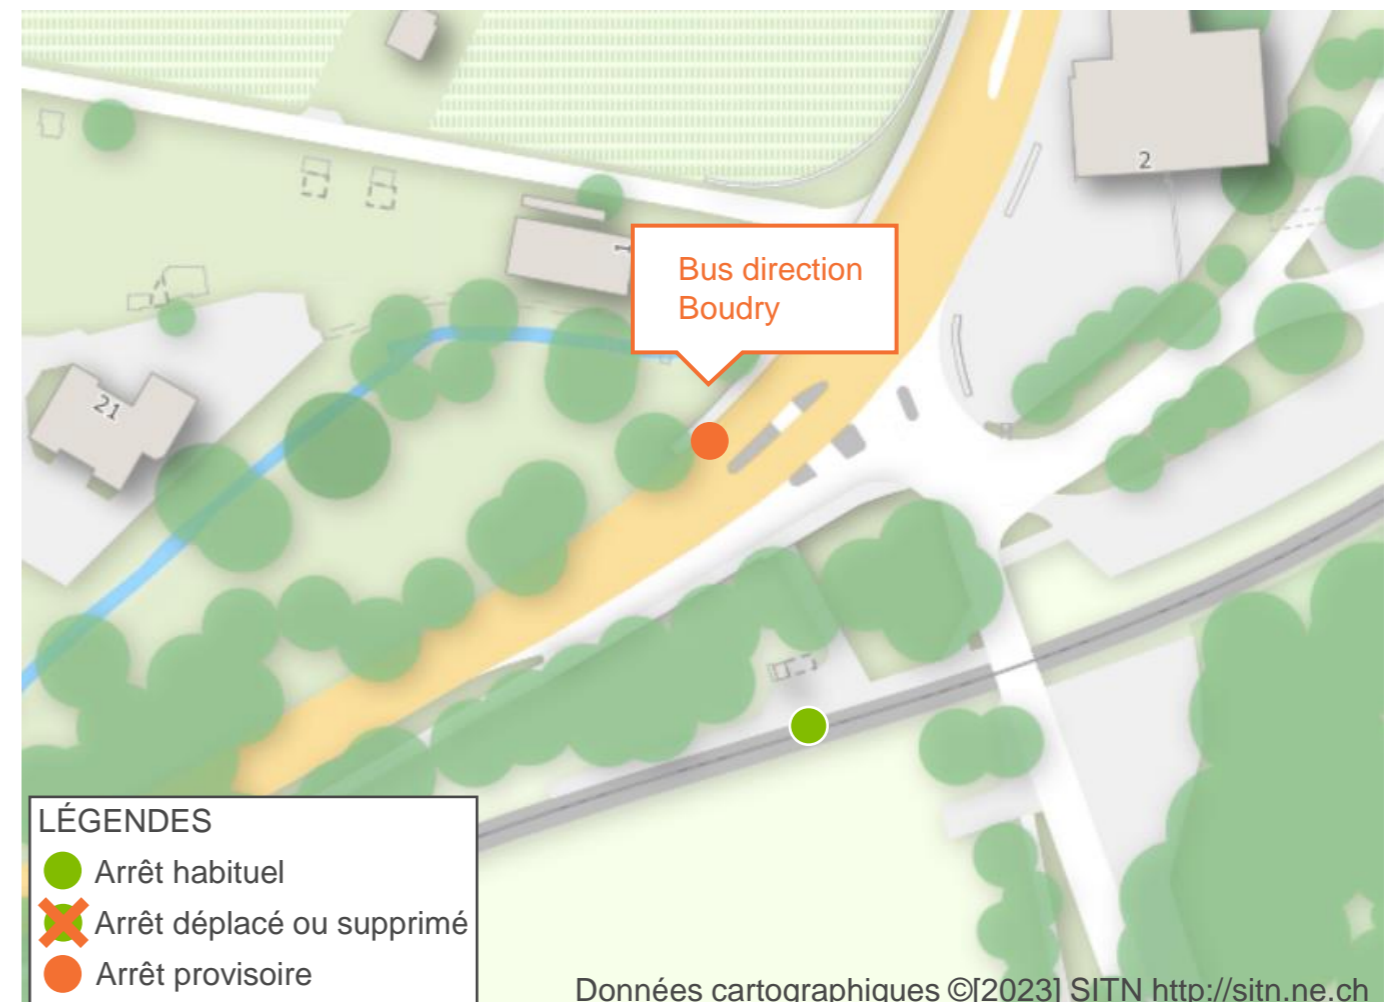 2
Bus direction
Boudry
21
LÉGENDES
Arrêt habituel
Arrêt déplacé ou supprimé
Arrêt provisoire
Données cartographiques ©[2023] SITN http://sitn.ne.ch